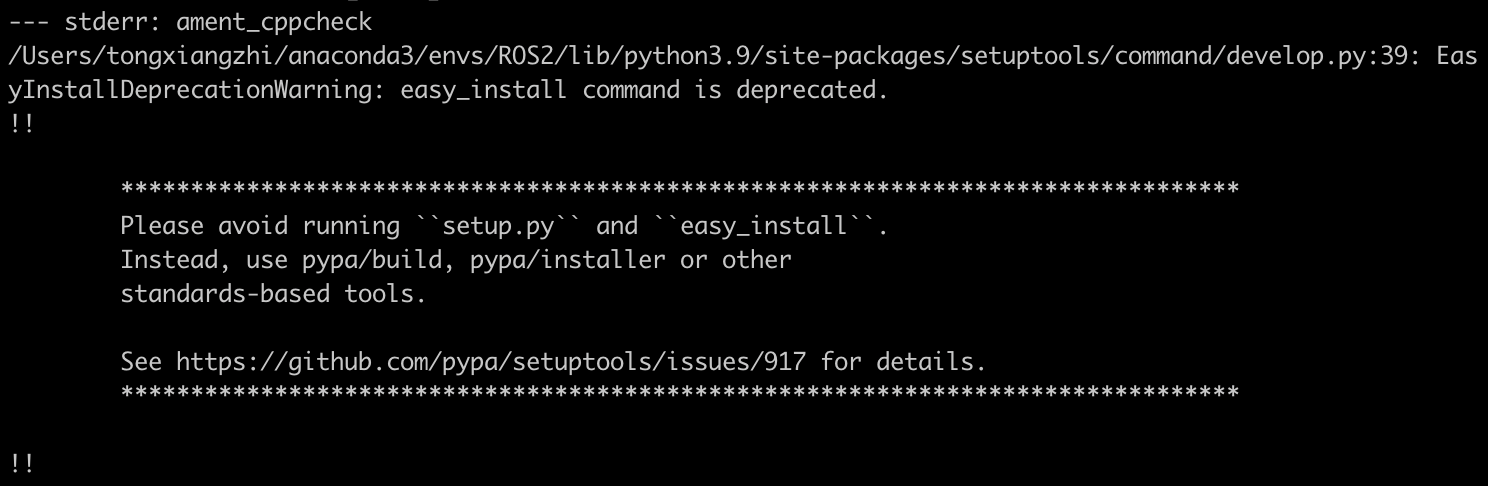 --- stderr: ament_cppcheck
/Users/tongxiangzhi/anaconda3/envs/ROS2/lib/python3.9/site-packages/setuptools/command/develop.py:39: Eas
yInstallDeprecationWarning: easy_install command is deprecated.
!!
********************************************************************************
Please avoid running ``setup.py`` and ``easy_install``.
Instead, use pypa/build, pypa/installer or other
standards-based tools.
See https://github.com/pypa/setuptools/issues/917 for details.
********************************************************************************
!!